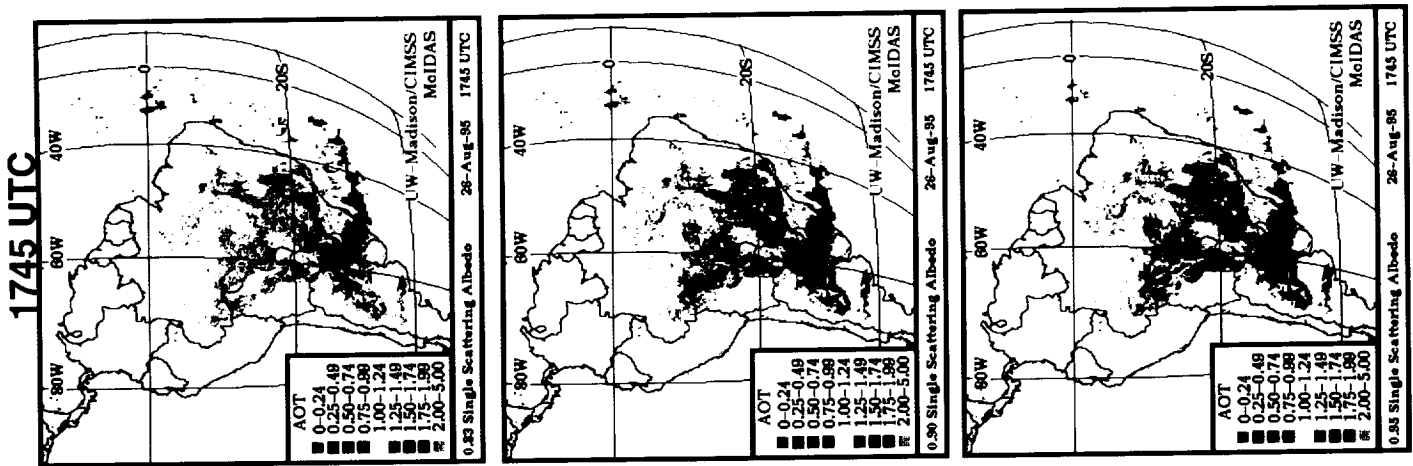 1745 UTC
80W
60W
40W
0
20S
AOT
0-0.24
0.25-0.49
0.50-0.74
0.75-0.99
1.00-1.24
1.25-1.49
1.50-1.74
1.75-1.99
2.00-5.00
UW-Madison/CIMSS
McIDAS
0.83 Single Scattering Albedo 26-Aug-95 1745 UTC
80W
60W
40W
0
20S
AOT
0-0.24
0.25-0.49
0.50-0.74
0.75-0.99
1.00-1.24
1.25-1.49
1.50-1.74
1.75-1.99
2.00-5.00
UW-Madison/CIMSS
McIDAS
0.90 Single Scattering Albedo 26-Aug-95 1745 UTC
80W
60W
40W
0
20S
AOT
0-0.24
0.25-0.49
0.50-0.74
0.75-0.99
1.00-1.24
1.25-1.49
1.50-1.74
1.75-1.99
2.00-5.00
UW-Madison/CIMSS
McIDAS
0.95 Single Scattering Albedo 26-Aug-95 1745 UTC